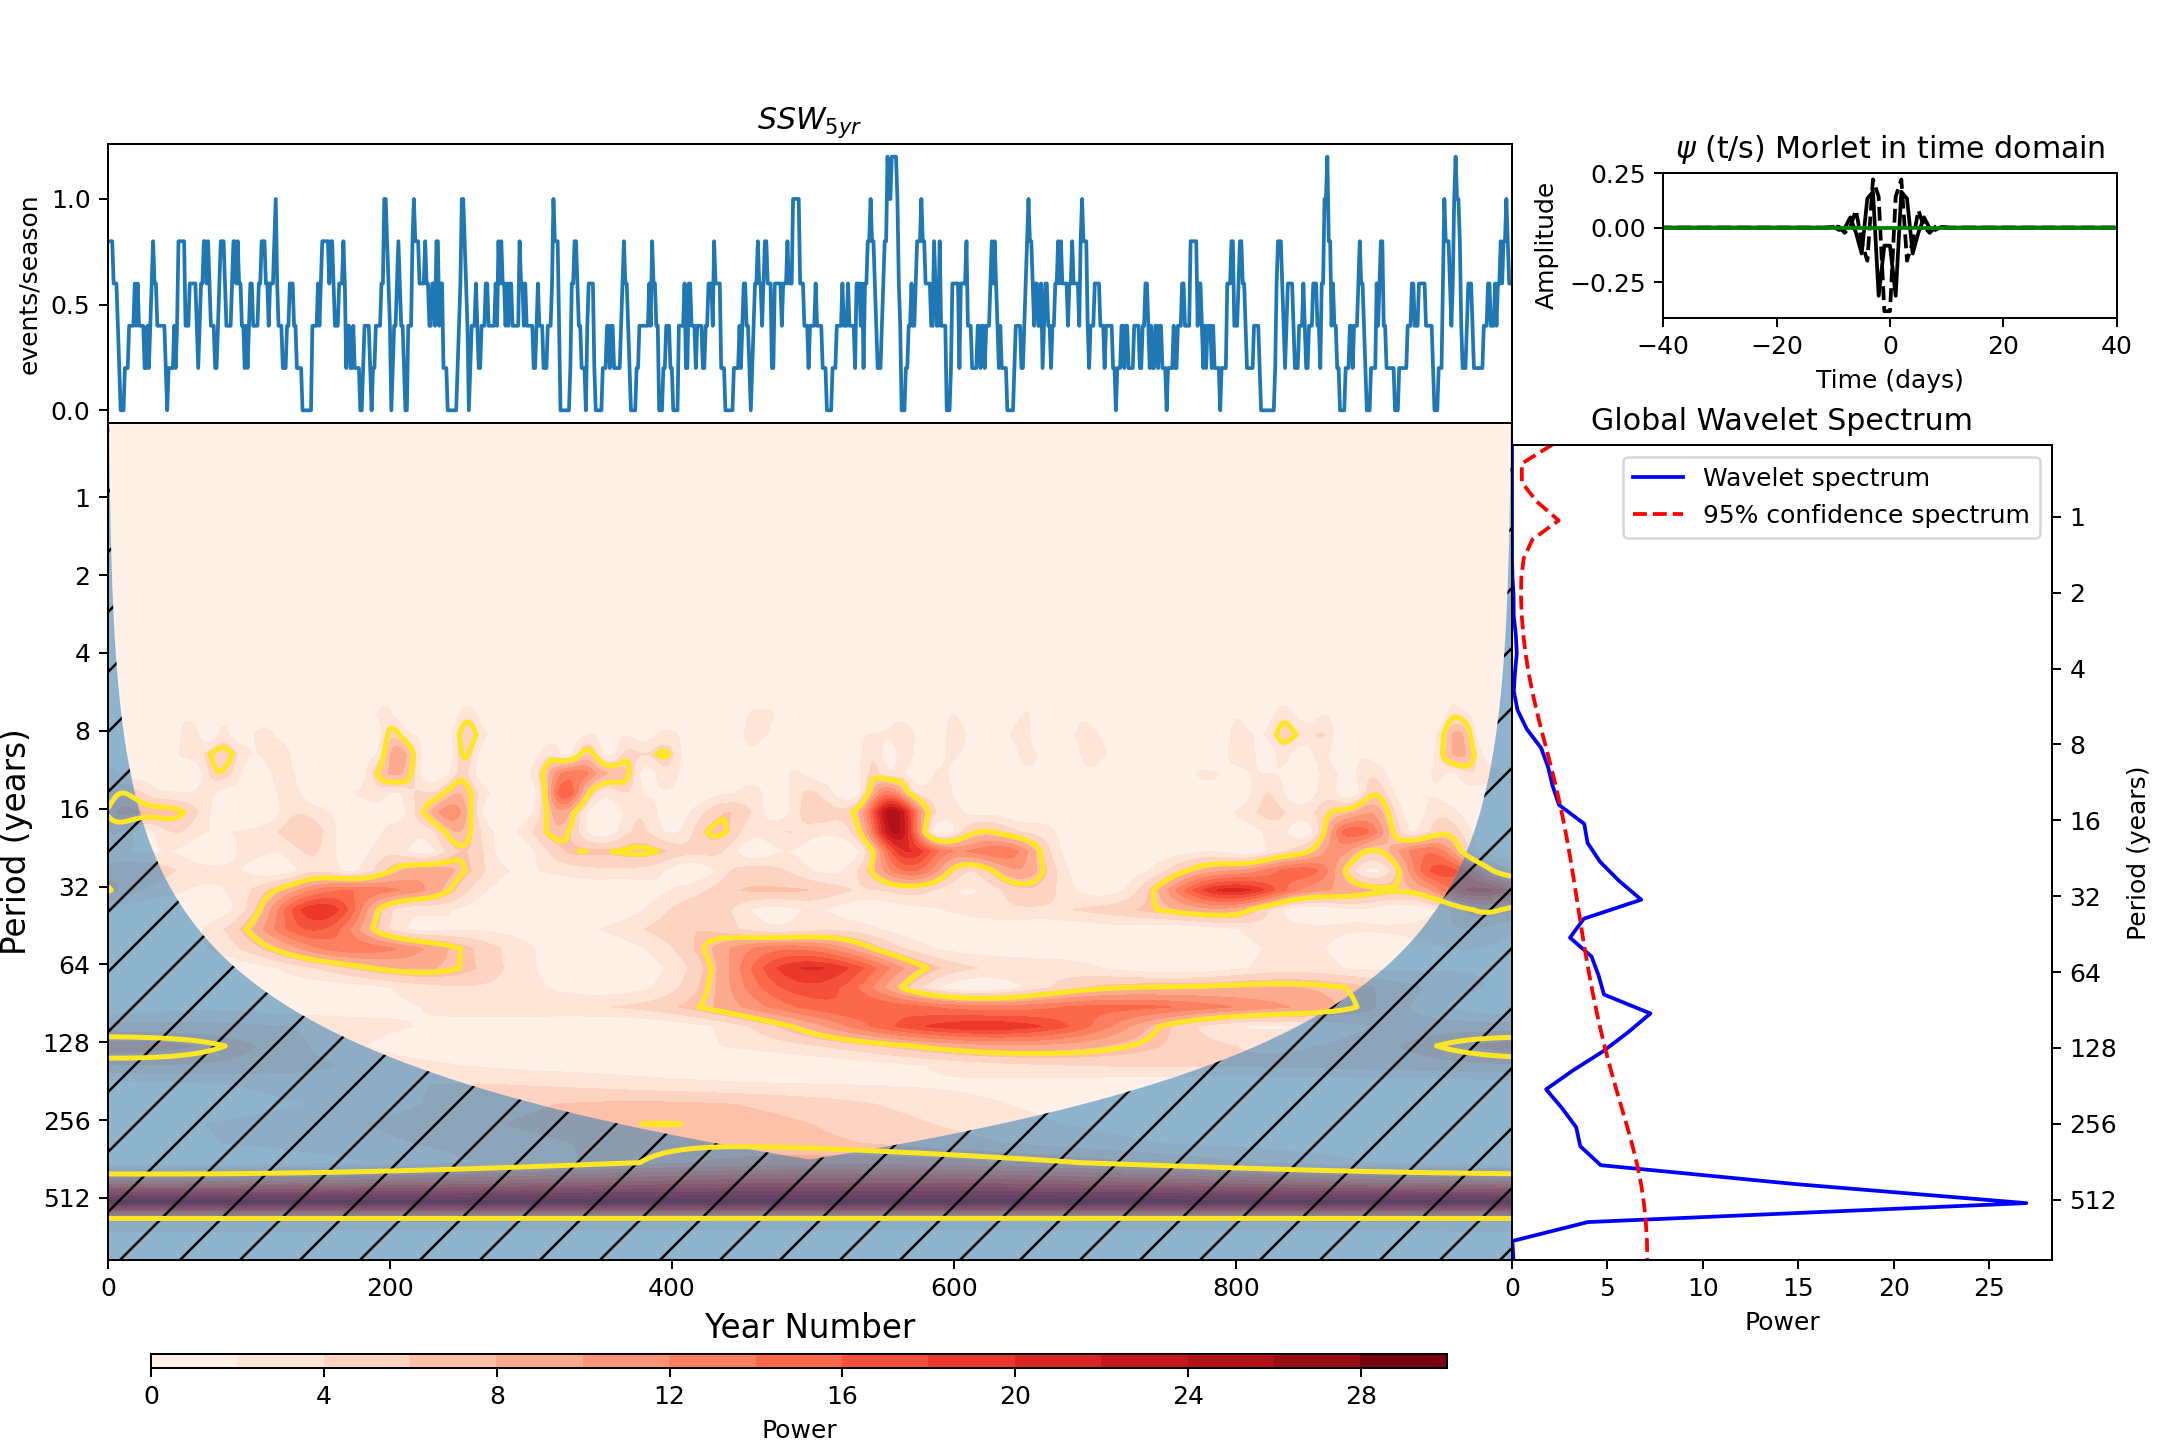 SSW5yr
events/season
1.0
0.5
0.0
ψ (t/s) Morlet in time domain
Amplitude
0.25
0.00
−0.25
−40 −20 0 20 40
Time (days)
Period (years)
1
2
4
8
16
32
64
128
256
512
0 200 400 600 800
Year Number
Global Wavelet Spectrum
Wavelet spectrum
95% confidence spectrum
1
2
4
8
16
32
64
128
256
512
Period (years)
0 5 10 15 20 25
Power
0 4 8 12 16 20 24 28
Power